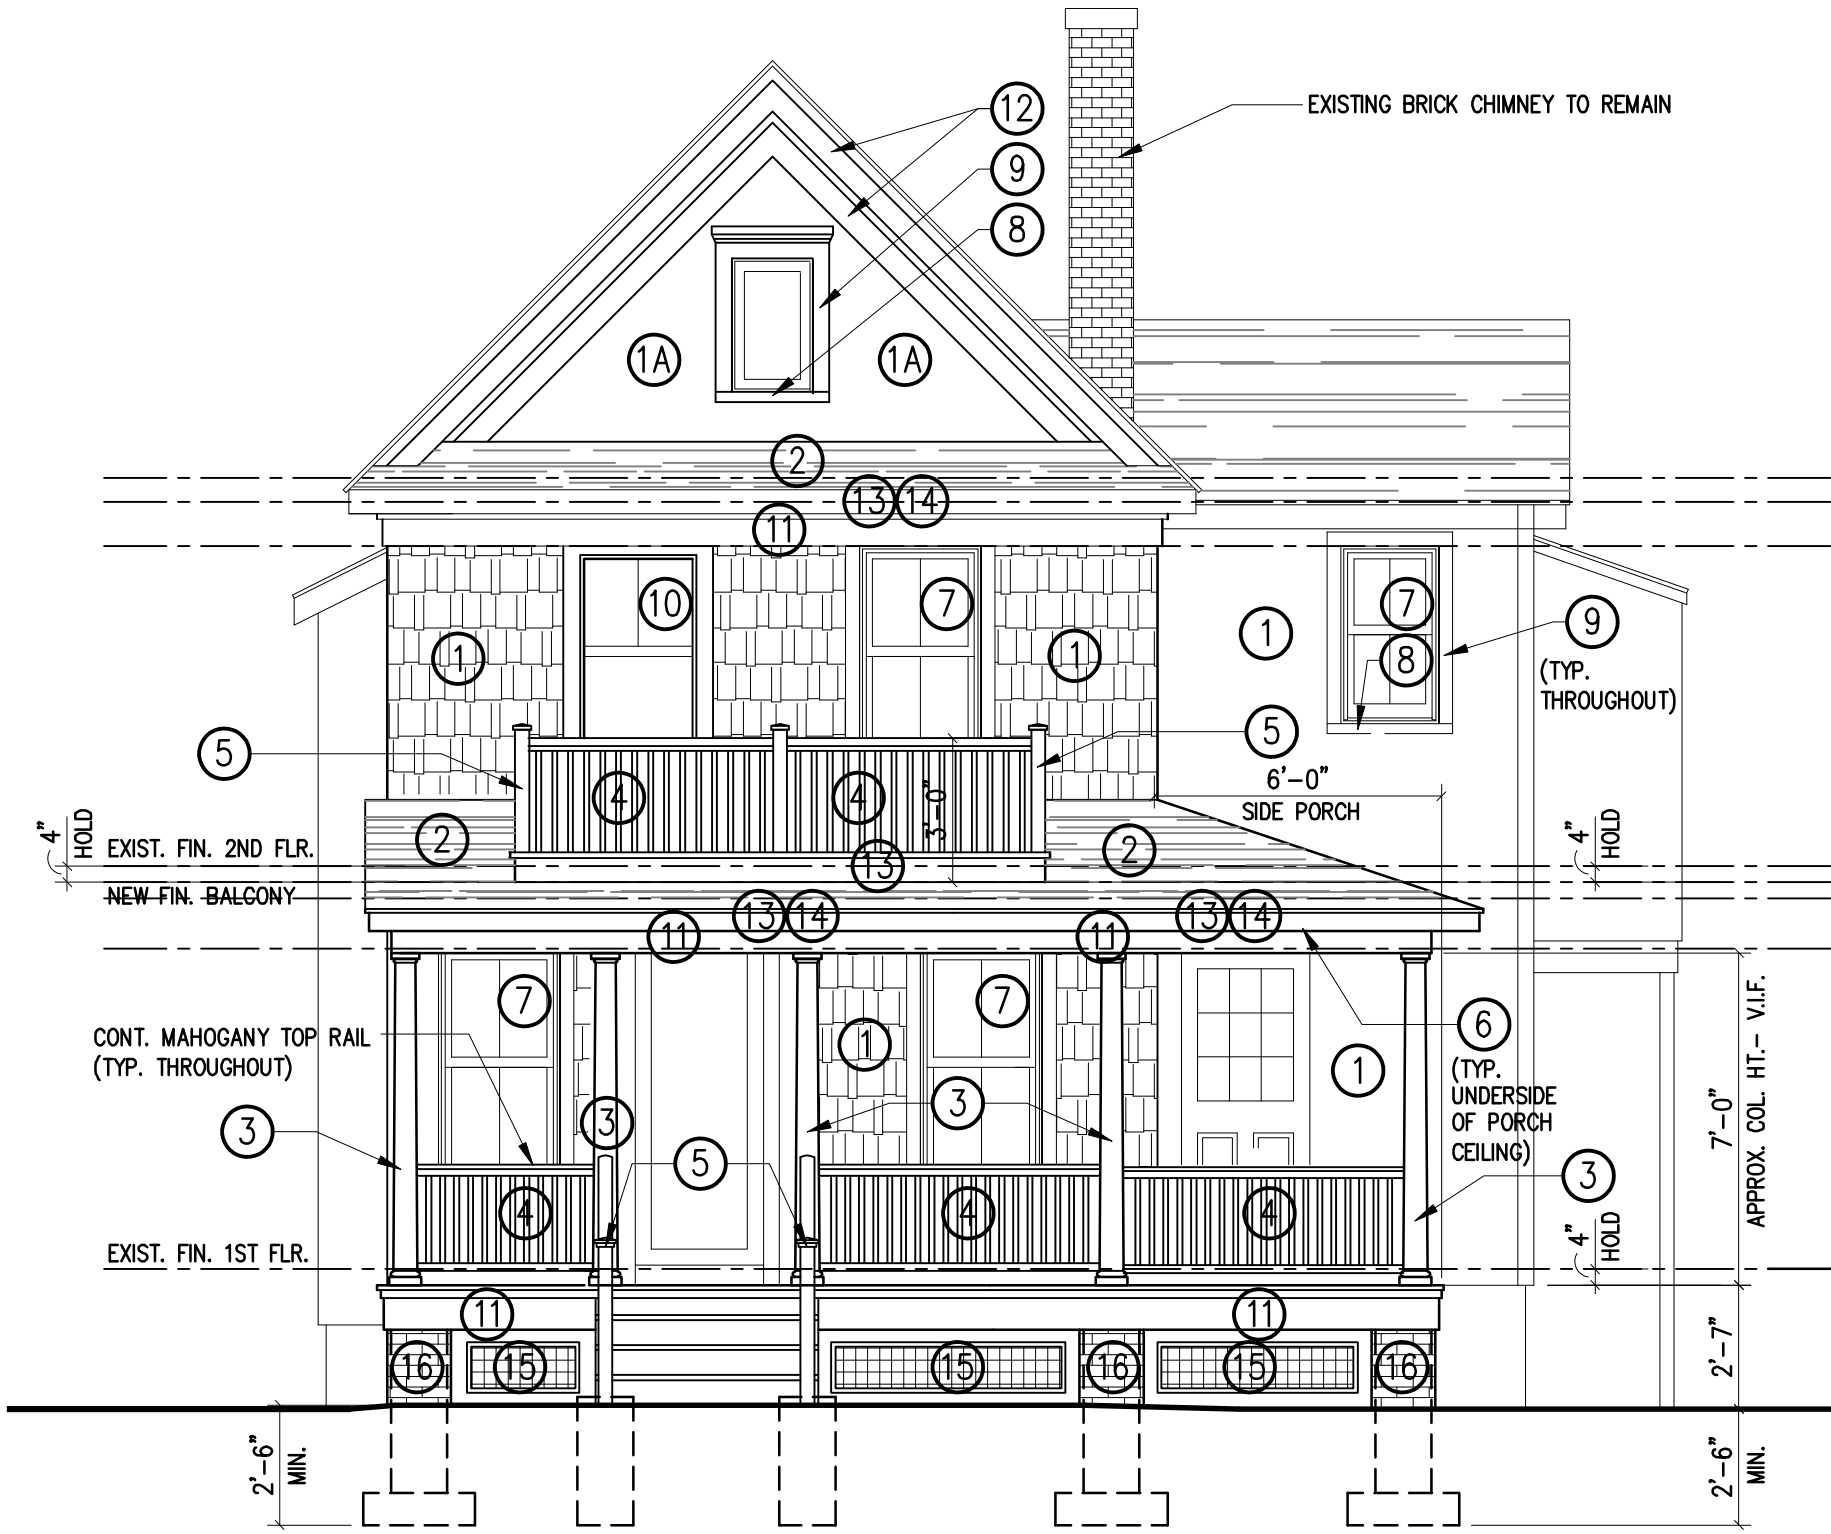 12
EXISTING BRICK CHIMNEY TO REMAIN
9
8
1A
1A
2
13
14
11
10
7
7
9
1
1
1
8
(TYP.
THROUGHOUT)
5
5
6'-0"
SIDE PORCH
4
4
3'-0"
4"
HOLD
4"
HOLD
EXIST. FIN. 2ND FLR.
2
2
13
NEW FIN. BALCONY
13
14
13
14
11
11
7
7
6
CONT. MAHOGANY TOP RAIL
(TYP. THROUGHOUT)
1
1
(TYP.
UNDERSIDE
OF PORCH
CEILING)
7'-0"
APPROX. COL. HT.- V.I.F.
3
3
3
5
3
4
4
4
EXIST. FIN. 1ST FLR.
4"
HOLD
11
11
2'-7"
16
15
15
16
15
16
2'-6"
MIN.
2'-6"
MIN.